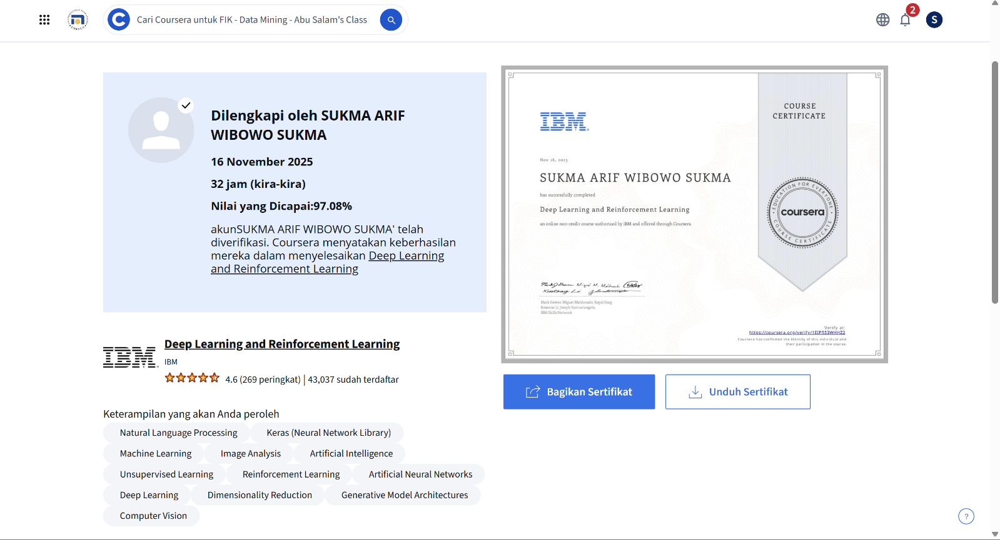 Cari Coursera untuk FIK - Data Mining - Abu Salam's Class
2
S
Dilengkapi oleh SUKMA ARIF
WIBOWO SUKMA
16 November 2025
32 jam (kira-kira)
Nilai yang Dicapai:97.08%
akunSUKMA ARIF WIBOWO SUKMA' telah
diverifikasi. Coursera menyatakan keberhasilan
mereka dalam menyelesaikan Deep Learning
and Reinforcement Learning
IBM
Deep Learning and Reinforcement Learning
IBM
4.6 (269 peringkat) | 43,037 sudah terdaftar
Keterampilan yang akan Anda peroleh
Natural Language Processing
Keras (Neural Network Library)
Machine Learning
Image Analysis
Artificial Intelligence
Unsupervised Learning
Reinforcement Learning
Artificial Neural Networks
Deep Learning
Dimensionality Reduction
Generative Model Architectures
Computer Vision
IBM
Nov 16, 2025
SUKMA ARIF WIBOWO SUKMA
has successfully completed
Deep Learning and Reinforcement Learning
an online non-credit course authorized by IBM and offered through Coursera
Mark Grover, Miguel Maldonado, Kopal Garg
Roxanne Li, Joseph Santarcangelo,
IBM Skills Network
COURSE
CERTIFICATE
EDUCATION FOR EVERYONE
coursera
COURSE CERTIFICATE
Verify at:
https://coursera.org/verify/1EIP553WHHZ2
Coursera has confirmed the identity of this individual and
their participation in the course.
Bagikan Sertifikat
Unduh Sertifikat
?